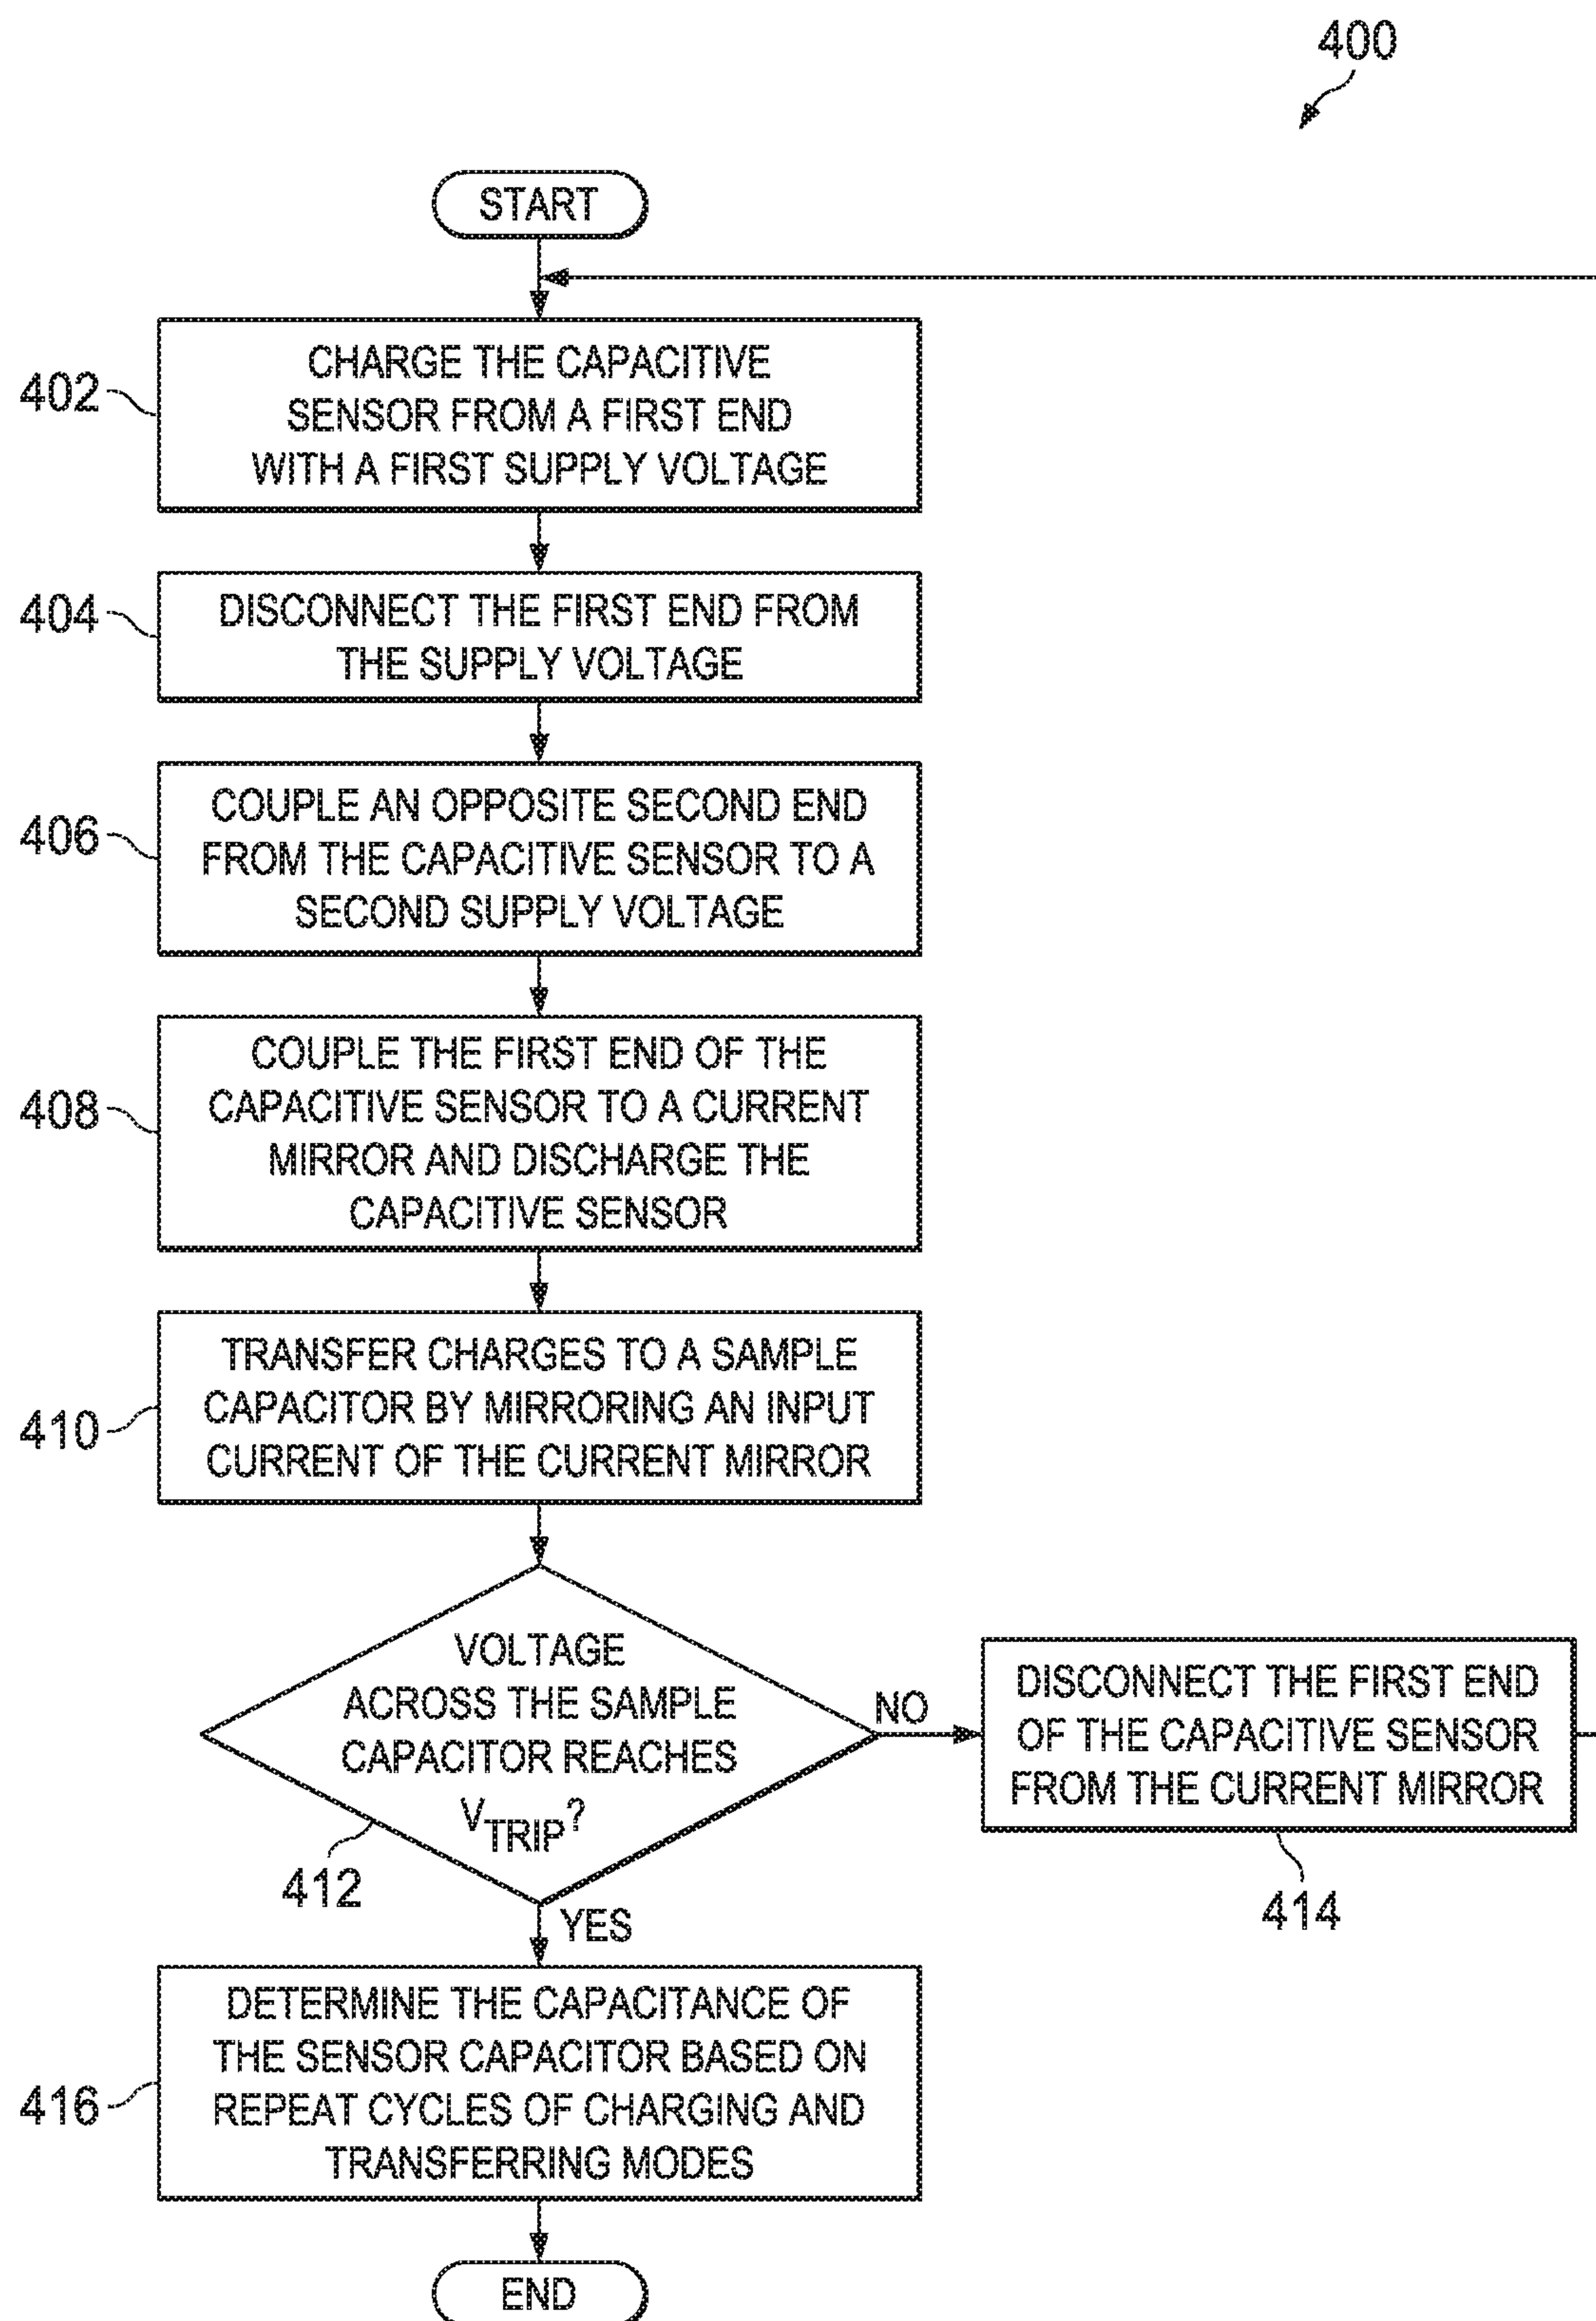 400
START
402
CHARGE THE CAPACITIVE
SENSOR FROM A FIRST END
WITH A FIRST SUPPLY VOLTAGE
404
DISCONNECT THE FIRST END FROM
THE SUPPLY VOLTAGE
406
COUPLE AN OPPOSITE SECOND END
FROM THE CAPACITIVE SENSOR TO A
SECOND SUPPLY VOLTAGE
408
COUPLE THE FIRST END OF THE
CAPACITIVE SENSOR TO A CURRENT
MIRROR AND DISCHARGE THE
CAPACITIVE SENSOR
410
TRANSFER CHARGES TO A SAMPLE
CAPACITOR BY MIRRORING AN INPUT
CURRENT OF THE CURRENT MIRROR
VOLTAGE
ACROSS THE SAMPLE
CAPACITOR REACHES
VTRIP?
412
NO
DISCONNECT THE FIRST END
OF THE CAPACITIVE SENSOR
FROM THE CURRENT MIRROR
414
YES
416
DETERMINE THE CAPACITANCE OF
THE SENSOR CAPACITOR BASED ON
REPEAT CYCLES OF CHARGING AND
TRANSFERRING MODES
END